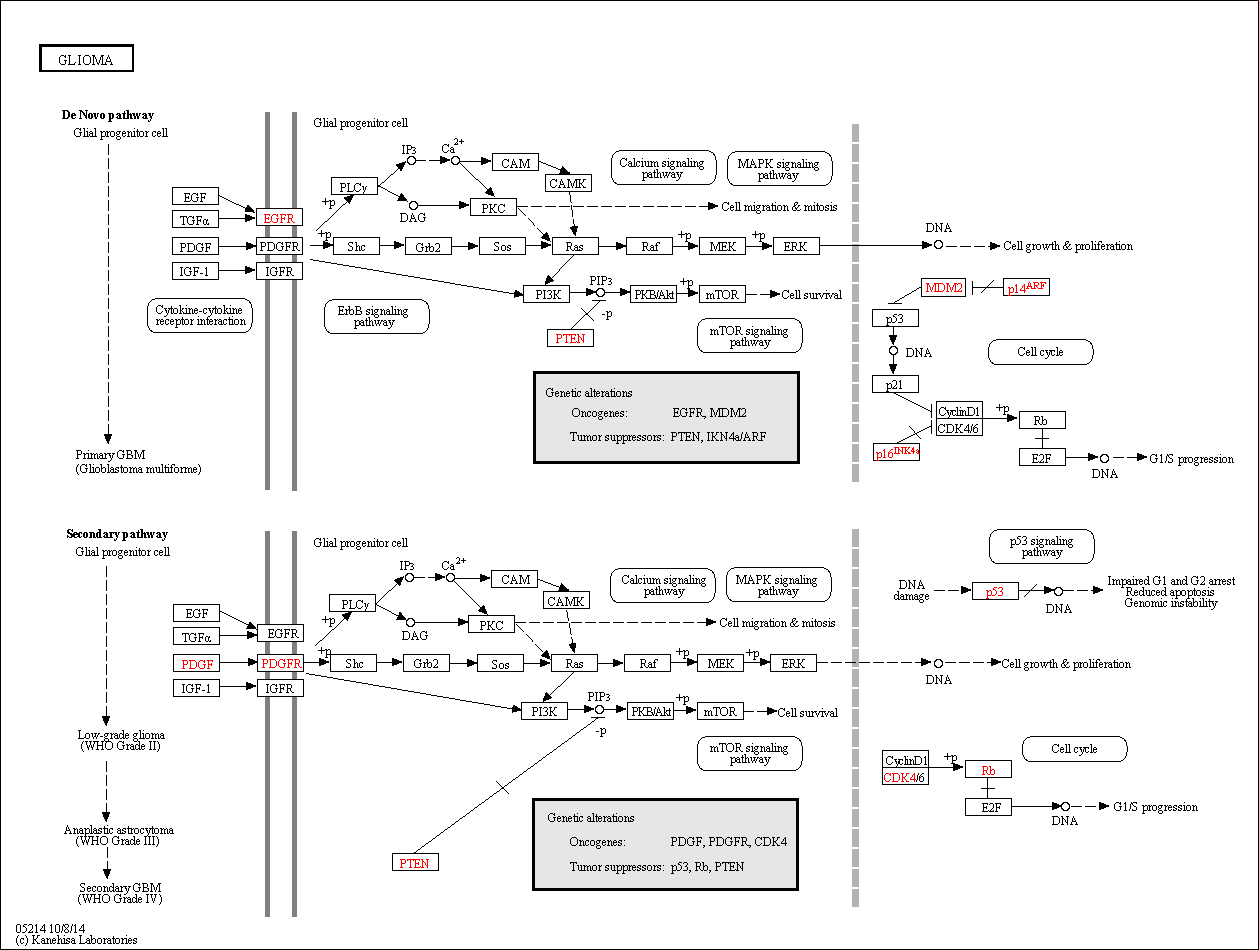 GLIOMA
De Novo pathway
Glial progenitor cell
Glial progenitor cell
IP3
Ca2+
CAM
CAMK
PLCγ
DAG
PKC
Calcium signaling
pathway
MAPK signaling
pathway
Cell migration & mitosis
EGF
TGFα
EGFR
+p
PDGF
PDGFR
+p
Shc
Grb2
Sos
Ras
Raf
+p
MEK
+p
ERK
DNA
Cell growth & proliferation
IGF-1
IGFR
PI3K
PIP3
-p
PKB/Akt
+p
mTOR
Cell survival
PTEN
MDM2
p14ARF
p53
DNA
p21
Cell cycle
Cytokine-cytokine
receptor interaction
ErbB signaling
pathway
mTOR signaling
pathway
Genetic alterations
Oncogenes: EGFR, MDM2
Tumor suppressors: PTEN, IKN4a/ARF
CyclinD1
CDK4/6
+p
Rb
p16INK4a
E2F
DNA
G1/S progression
Primary GBM
(Glioblastoma multiforme)
Secondary pathway
Glial progenitor cell
Glial progenitor cell
IP3
Ca2+
CAM
CAMK
PLCγ
DAG
PKC
Calcium signaling
pathway
MAPK signaling
pathway
Cell migration & mitosis
p53 signaling
pathway
DNA
damage
p53
DNA
Impaired G1 and G2 arrest
Reduced apoptosis
Genomic instability
EGF
TGFα
EGFR
+p
PDGF
PDGFR
+p
Shc
Grb2
Sos
Ras
Raf
+p
MEK
+p
ERK
DNA
Cell growth & proliferation
IGF-1
IGFR
PI3K
PIP3
-p
PKB/Akt
+p
mTOR
Cell survival
Low-grade glioma
(WHO Grade II)
mTOR signaling
pathway
Cell cycle
CyclinD1
CDK4/6
+p
Rb
E2F
DNA
G1/S progression
Anaplastic astrocytoma
(WHO Grade III)
PTEN
Genetic alterations
Oncogenes: PDGF, PDGFR, CDK4
Tumor suppressors: p53, Rb, PTEN
Secondary GBM
(WHO Grade IV)
05214 10/8/14
(c) Kanehisa Laboratories